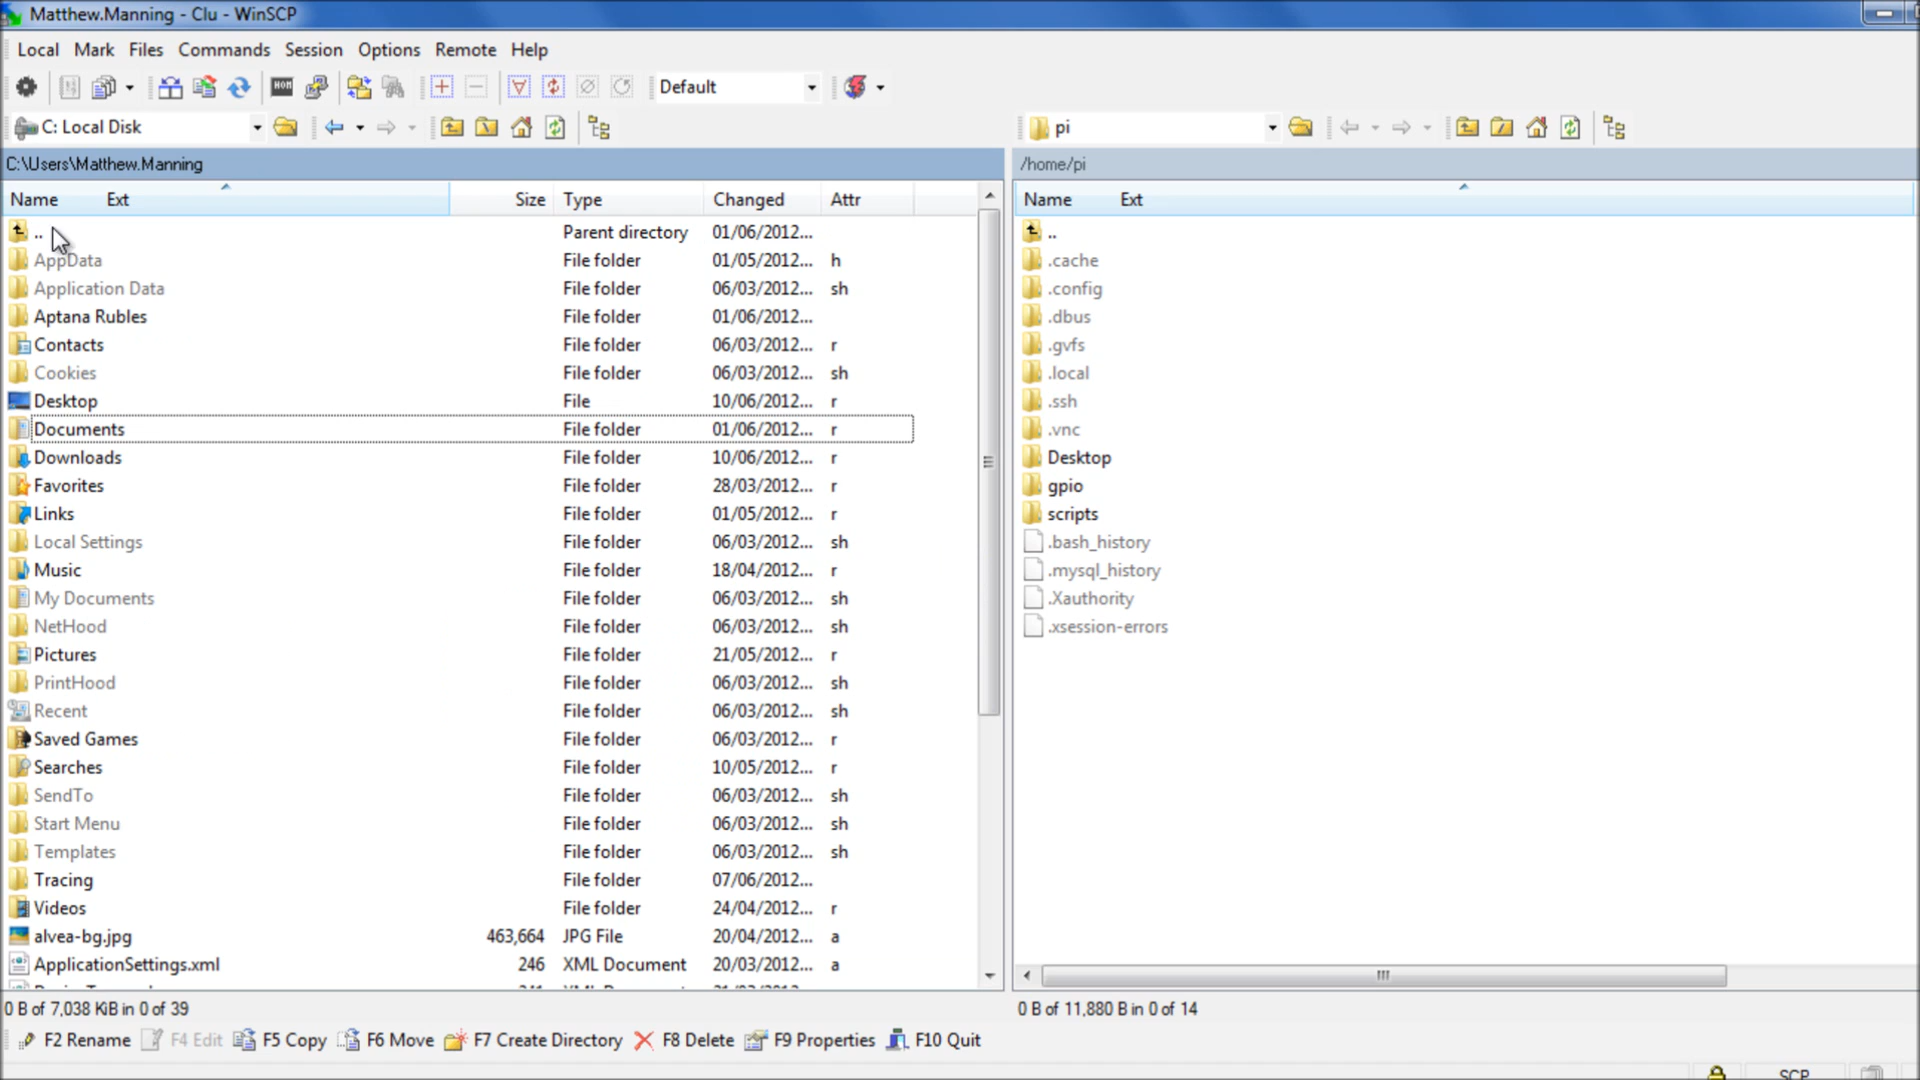 Matthew.Manning - Clu - WinSCP
Local Mark Files Commands Session Options Remote Help
Default
C: Local Disk
pi
C:\Users\Matthew.Manning
/home/pi
Name Ext Size Type Changed Attr
Name Ext
.. Parent directory 01/06/2012...
AppData File folder 01/05/2012... h
Application Data File folder 06/03/2012... sh
Aptana Rubles File folder 01/06/2012...
Contacts File folder 06/03/2012... r
Cookies File folder 06/03/2012... sh
Desktop File 10/06/2012... r
Documents File folder 01/06/2012... r
Downloads File folder 10/06/2012... r
Favorites File folder 28/03/2012... r
Links File folder 01/05/2012... r
Local Settings File folder 06/03/2012... sh
Music File folder 18/04/2012... r
My Documents File folder 06/03/2012... sh
NetHood File folder 06/03/2012... sh
Pictures File folder 21/05/2012... r
PrintHood File folder 06/03/2012... sh
Recent File folder 06/03/2012... sh
Saved Games File folder 06/03/2012... r
Searches File folder 10/05/2012... r
SendTo File folder 06/03/2012... sh
Start Menu File folder 06/03/2012... sh
Templates File folder 06/03/2012... sh
Tracing File folder 07/06/2012...
Videos File folder 24/04/2012... r
alvea-bg.jpg 463,664 JPG File 20/04/2012... a
ApplicationSettings.xml 246 XML Document 20/03/2012... a
..
.cache
.config
.dbus
.gvfs
.local
.ssh
.vnc
Desktop
gpio
scripts
.bash_history
.mysql_history
.Xauthority
.xsession-errors
0 B of 7,038 KiB in 0 of 39
0 B of 11,880 B in 0 of 14
F2 Rename F4 Edit F5 Copy F6 Move F7 Create Directory F8 Delete F9 Properties F10 Quit
SCP